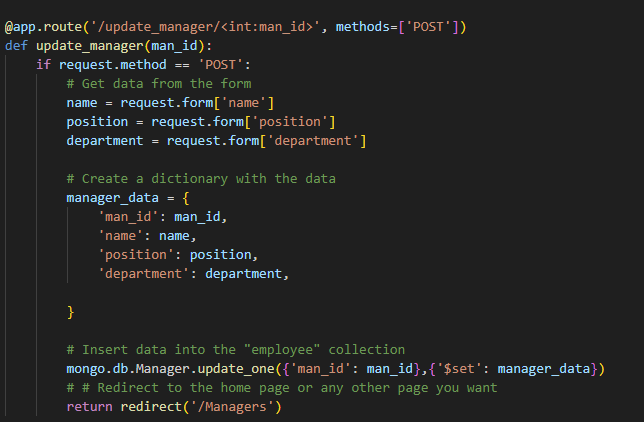 @app.route('/update_manager/<int:man_id>', methods=['POST'])
def update_manager(man_id):
    if request.method == 'POST':
        # Get data from the form
        name = request.form['name']
        position = request.form['position']
        department = request.form['department']

        # Create a dictionary with the data
        manager_data = {
            'man_id': man_id,
            'name': name,
            'position': position,
            'department': department,

        }

        # Insert data into the "employee" collection
        mongo.db.Manager.update_one({'man_id': man_id},{'$set': manager_data})
        # # Redirect to the home page or any other page you want
        return redirect('/Managers')